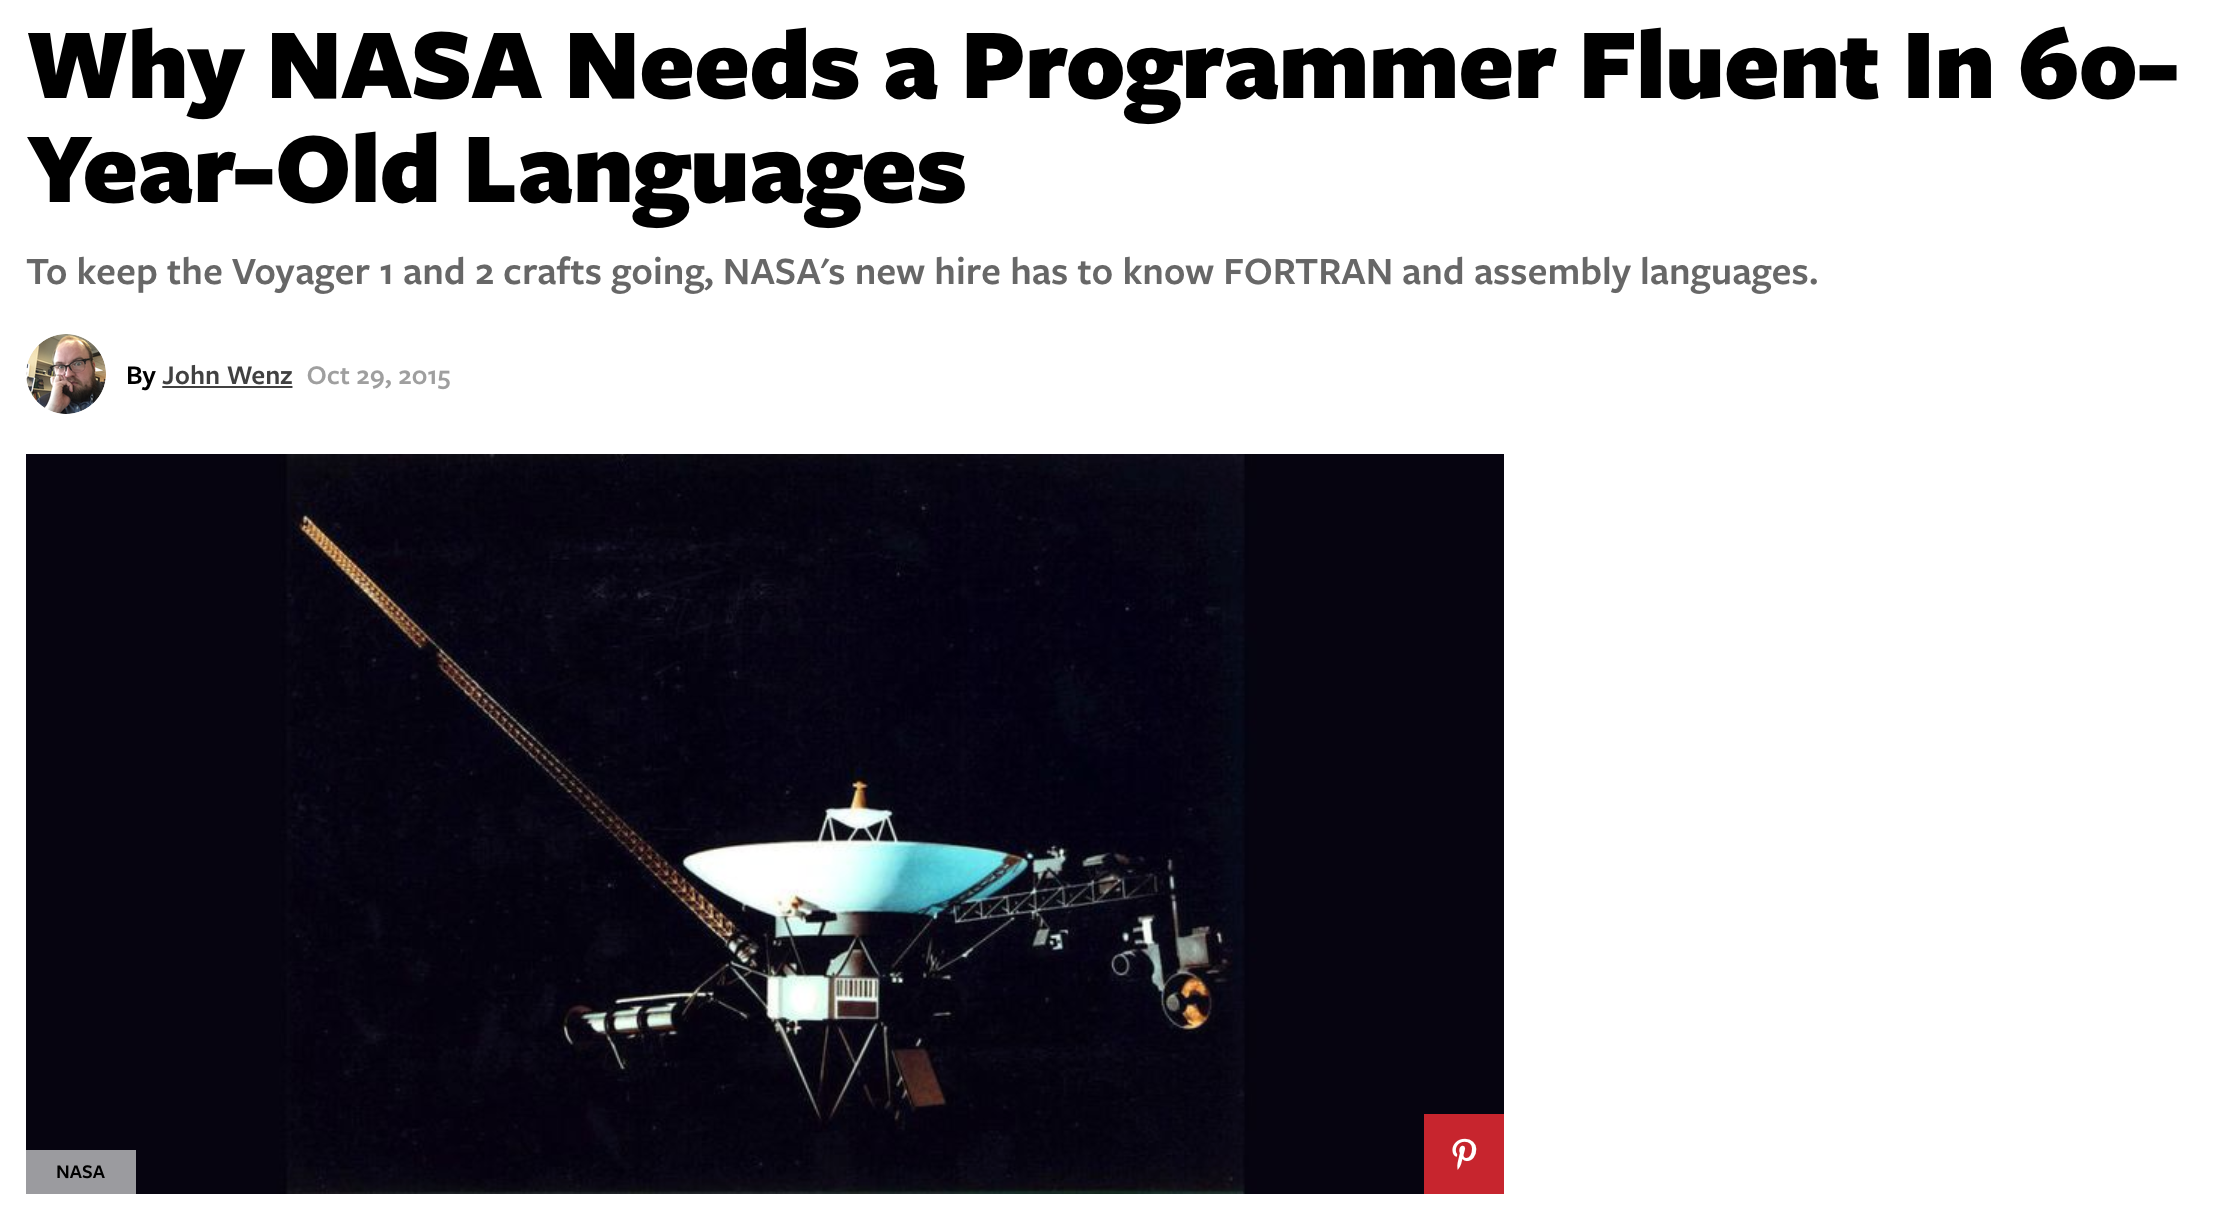 Why NASA Needs a Programmer Fluent In 60-
Year-Old Languages
To keep the Voyager 1 and 2 crafts going, NASA's new hire has to know FORTRAN and assembly languages.
By John Wenz Oct 29, 2015
NASA